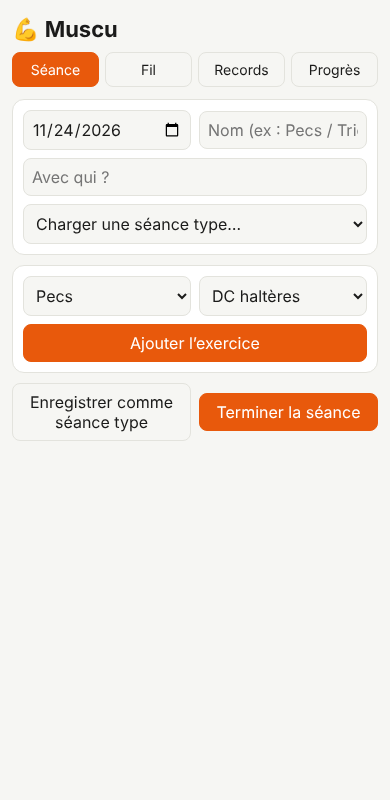 💪 Muscu
Séance
Fil
Records
Progrès
11/24/2026
Nom (ex : Pecs / Tri
Avec qui ?
Charger une séance type…
Pecs
DC haltères
Ajouter l’exercice
Enregistrer comme
séance type
Terminer la séance